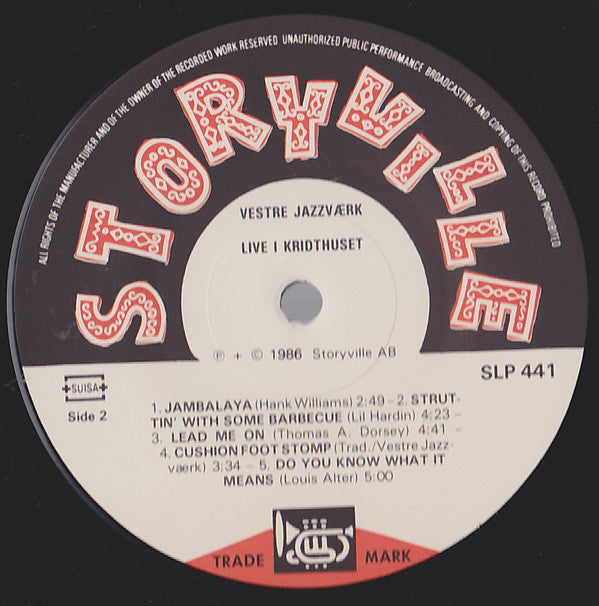 ALL RIGHTS OF THE MANUFACTURER AND OF THE OWNER OF THE RECORDED WORK RESERVED UNAUTHORIZED PUBLIC PERFORMANCE BROADCASTING AND COPYING OF THIS RECORD PROHIBITED
STORYVILLE
VESTRE JAZZVÆRK
LIVE I KRIDTHUSET
℗ + © 1986 Storyville AB
SLP 441
SUISA
Side 2
1. JAMBALAYA (Hank Williams) 2:49 – 2. STRUT-
TIN' WITH SOME BARBECUE (Lil Hardin) 4:23 –
3. LEAD ME ON (Thomas A. Dorsey) 4:41 –
4. CUSHION FOOT STOMP (Trad./Vestre Jazz-
værk) 3:34 – 5. DO YOU KNOW WHAT IT
MEANS (Louis Alter) 5:00
TRADE MARK